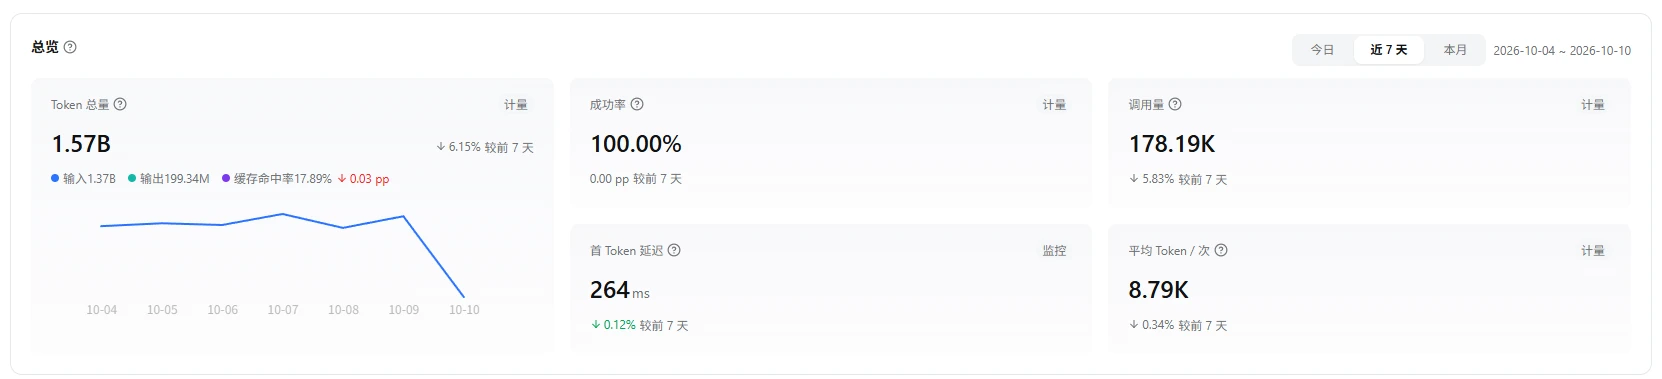 总览
今日 近 7 天 本月 2026-10-04 ~ 2026-10-10
Token 总量 计量
1.57B ↓ 6.15% 较前 7 天
输入1.37B 输出199.34M 缓存命中率17.89% ↓ 0.03 pp
10-04 10-05 10-06 10-07 10-08 10-09 10-10
成功率 计量
100.00%
0.00 pp 较前 7 天
调用量 计量
178.19K
↓ 5.83% 较前 7 天
首 Token 延迟 监控
264 ms
↓ 0.12% 较前 7 天
平均 Token / 次 计量
8.79K
↓ 0.34% 较前 7 天